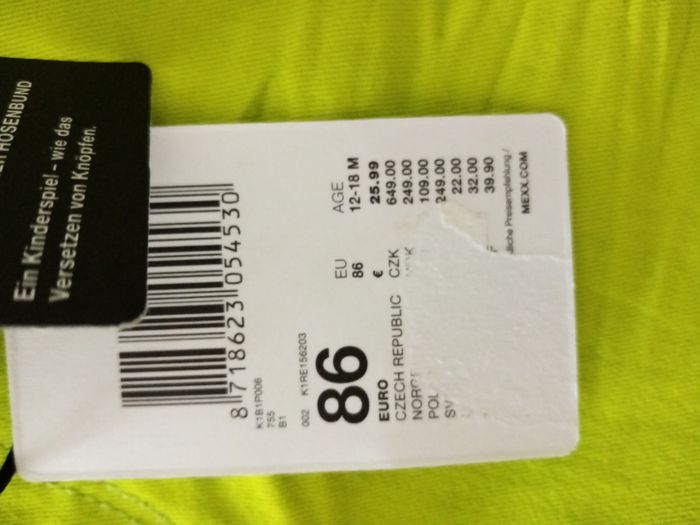 HOSENBUND
Ein Kinderspiel - wie das
Versetzen von Knöpfen.
8 718623 054530
K1B1P006
755
B1
002 K1RE156203
86
EU AGE
86 12-18 M
EURO € 25.99
CZECH REPUBLIC CZK 649.00
249.00
109.00
249.00
22.00
32.00
39.90
Preisempfehlung /
MEXX.COM